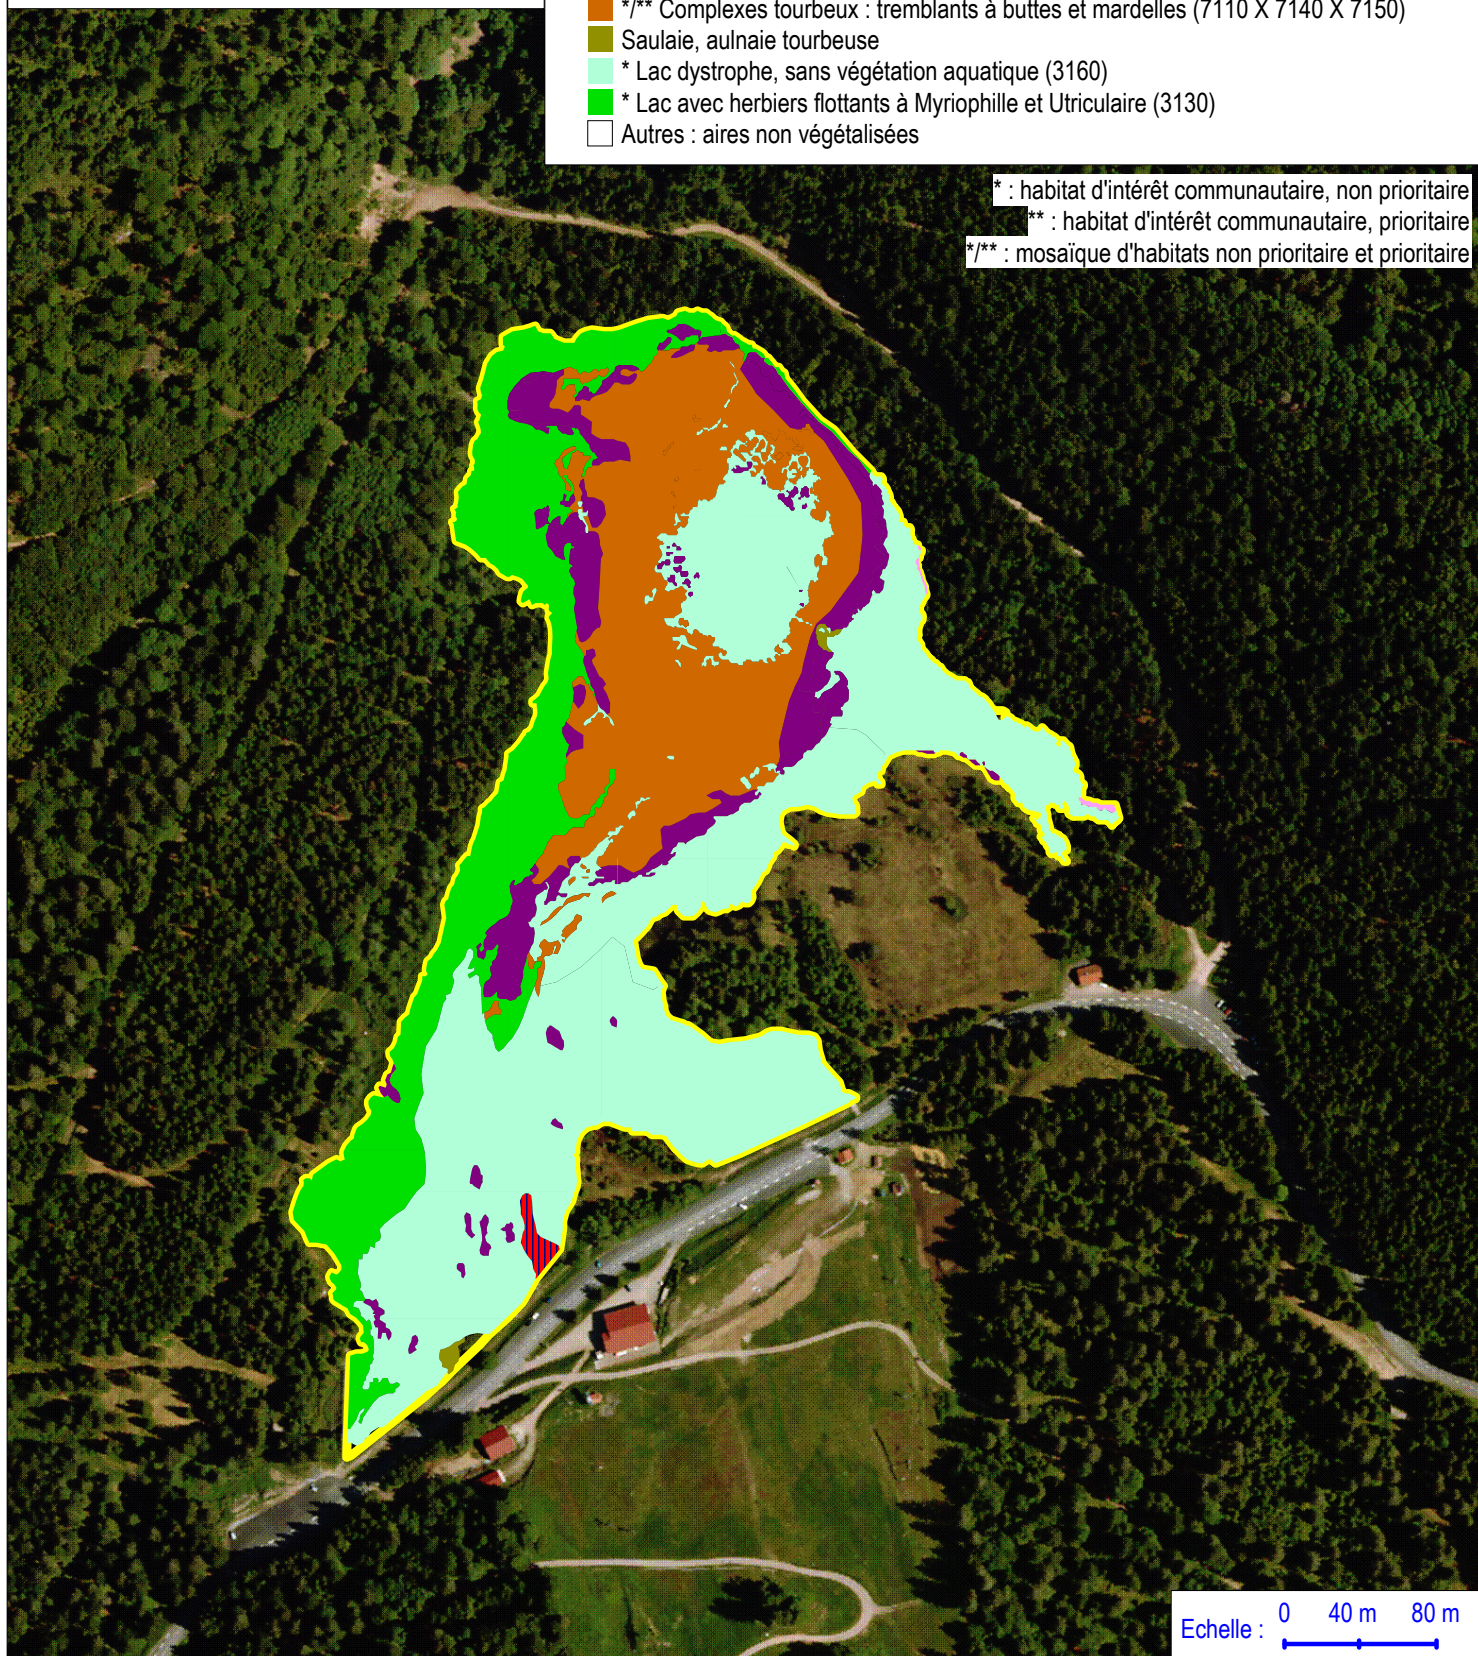 */** Complexes tourbeux : tremblants à buttes et mardelles (7110 X 7140 X 7150)
Saulaie, aulnaie tourbeuse
* Lac dystrophe, sans végétation aquatique (3160)
* Lac avec herbiers flottants à Myriophille et Utriculaire (3130)
Autres : aires non végétalisées
* : habitat d'intérêt communautaire, non prioritaire
** : habitat d'intérêt communautaire, prioritaire
*/** : mosaïque d'habitats non prioritaire et prioritaire
Echelle : 0 40 m 80 m